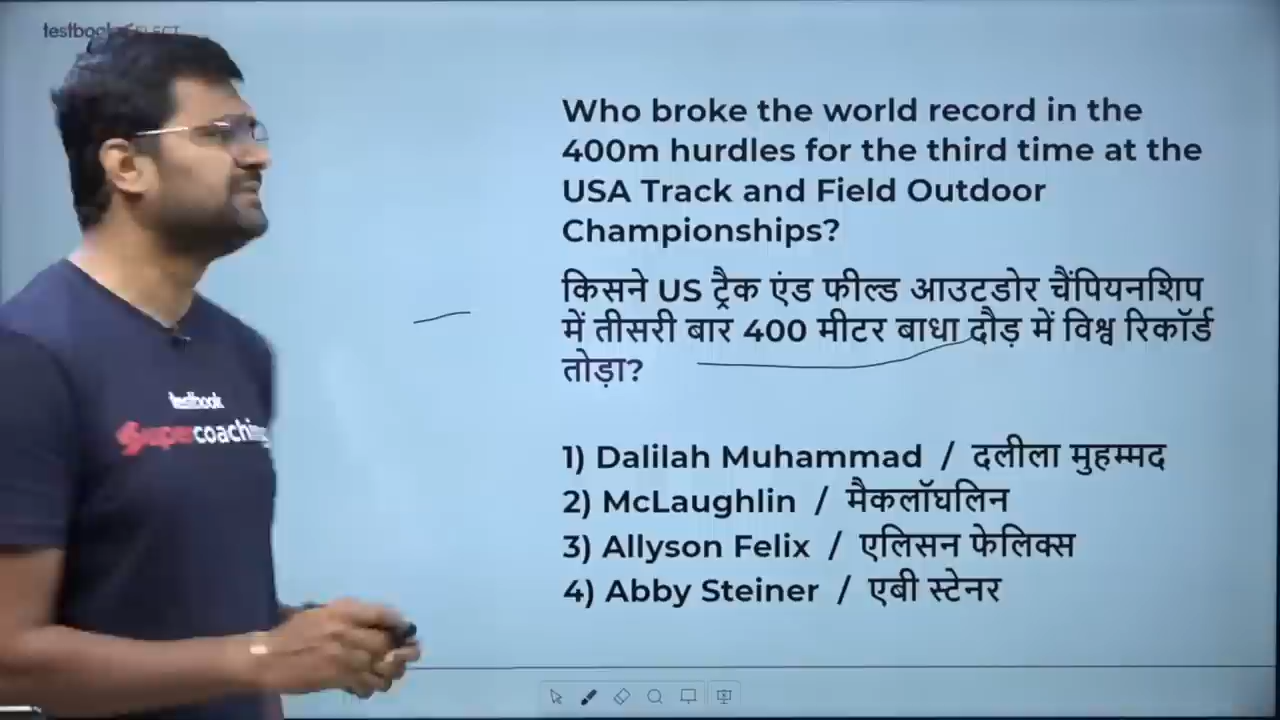 testbook SELECT
Who broke the world record in the
400m hurdles for the third time at the
USA Track and Field Outdoor
Championships?
किसने US ट्रैक एंड फील्ड आउटडोर चैंपियनशिप
में तीसरी बार 400 मीटर बाधा दौड़ में विश्व रिकॉर्ड
तोड़ा?
1) Dalilah Muhammad / दलीला मुहम्मद
2) McLaughlin / मैकलॉघलिन
3) Allyson Felix / एलिसन फेलिक्स
4) Abby Steiner / एबी स्टेनर
testbook
Supercoaching